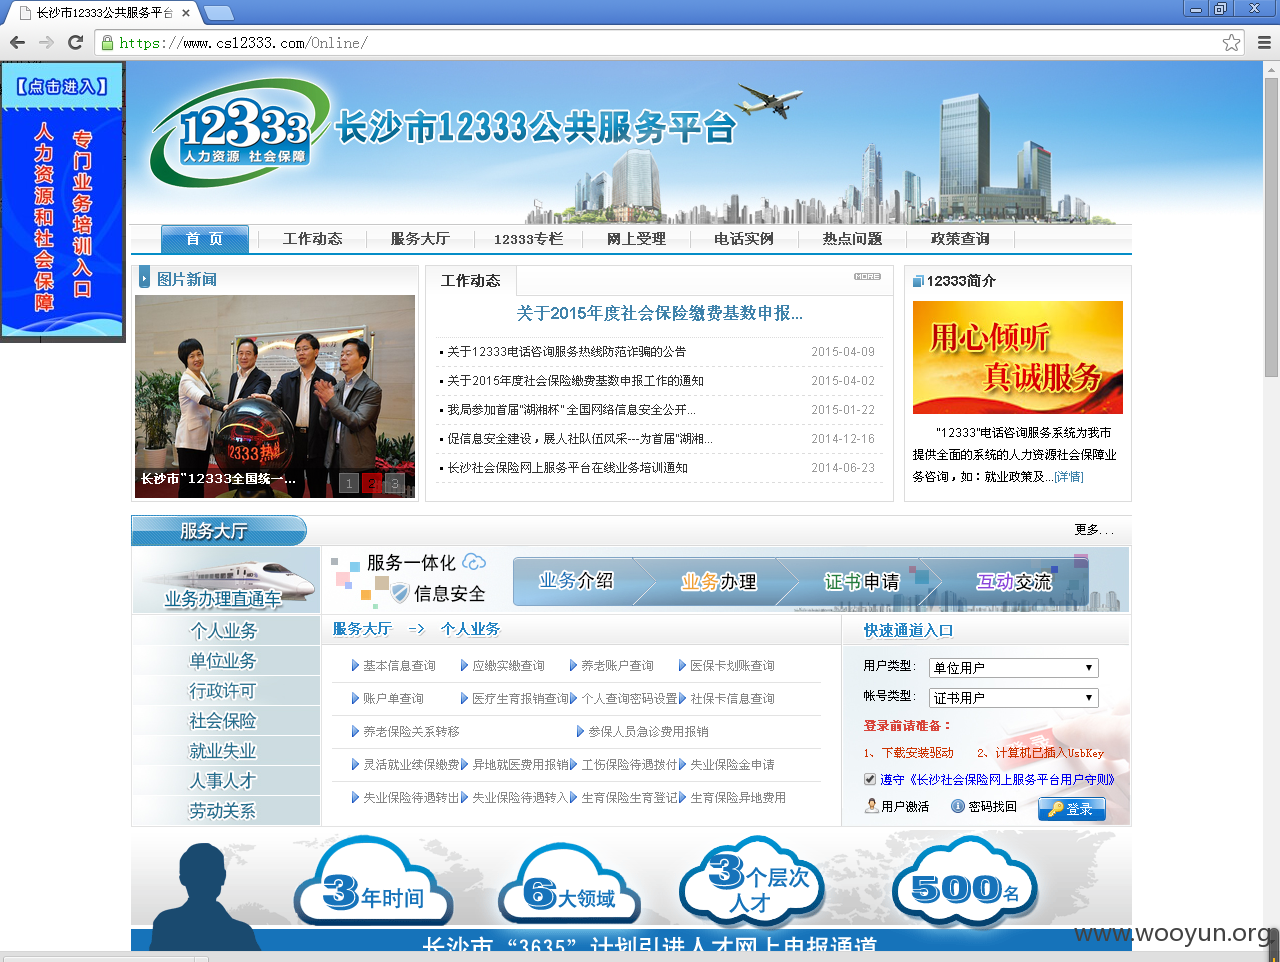 长沙市12333公共服务平台
https://www.cs12333.com/Online/
【点击进入】
专门业务培训入口
人力资源和社会保障
12333
人力资源 社会保障
长沙市12333公共服务平台
首 页
工作动态
服务大厅
12333专栏
网上受理
电话实例
热点问题
政策查询
图片新闻
长沙市"12333全国统一...
1 2 3
工作动态
MORE
关于2015年度社会保险缴费基数申报...
关于12333电话咨询服务热线防范诈骗的公告 2015-04-09
关于2015年度社会保险缴费基数申报工作的通知 2015-04-02
我局参加首届"湖湘杯"全国网络信息安全公开... 2015-01-22
促信息安全建设，展人社队伍风采---为首届"湖湘... 2014-12-16
长沙社会保险网上服务平台在线业务培训通知 2014-06-23
12333简介
用心倾听
真诚服务
"12333"电话咨询服务系统为我市
提供全面的系统的人力资源社会保障业
务咨询，如：就业政策及...[详情]
服务大厅
更多...
业务办理直通车
服务一体化
信息安全
业务介绍
业务办理
证书申请
互动交流
个人业务
单位业务
行政许可
社会保险
就业失业
人事人才
劳动关系
服务大厅 => 个人业务
基本信息查询 应缴实缴查询 养老账户查询 医保卡划账查询
账户单查询 医疗生育报销查询 个人查询密码设置 社保卡信息查询
养老保险关系转移 参保人员急诊费用报销
灵活就业续保缴费 异地就医费用报销 工伤保险待遇拨付 失业保险金申请
失业保险待遇转出 失业保险待遇转入 生育保险生育登记 生育保险异地费用
快速通道入口
用户类型： 单位用户
帐号类型： 证书用户
登录前请准备：
1、下载安装驱动 2、计算机已插入UsbKey
遵守《长沙社会保险网上服务平台用户守则》
用户激活 密码找回 登录
3年时间
6大领域
3个层次
人才
500名
长沙市“3635”计划引进人才网上申报通道
www.wooyun.org